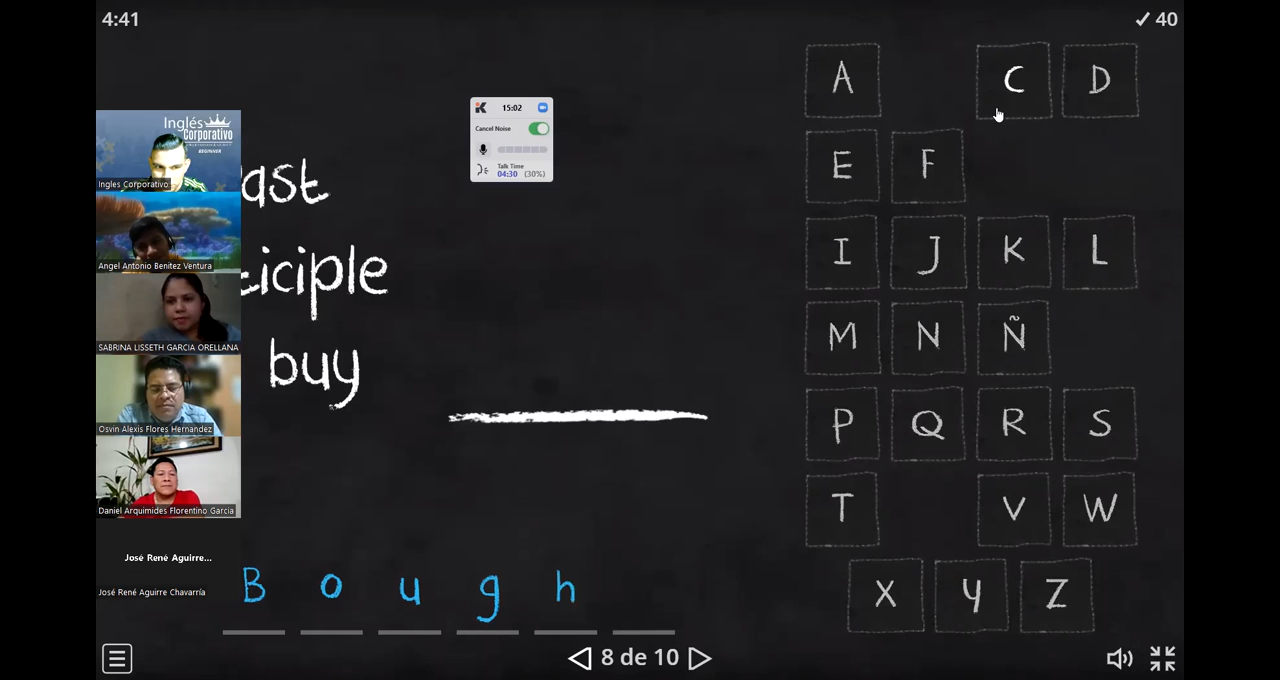 4:41
✓ 40
Inglés
Corporativo
BEGINNER
Ingles Corporativo
Angel Antonio Benitez Ventura
SABRINA LISSETH GARCIA ORELLANA
Osvin Alexis Flores Hernandez
Daniel Arquimides Florentino Garcia
José René Aguirre...
José René Aguirre Chavarría
ast
ticiple
buy
15:02
Cancel Noise
Talk Time
04:30 (30%)
A C D
E F
I J K L
M N Ñ
P Q R S
T V W
X Y Z
B o u g h
8 de 10